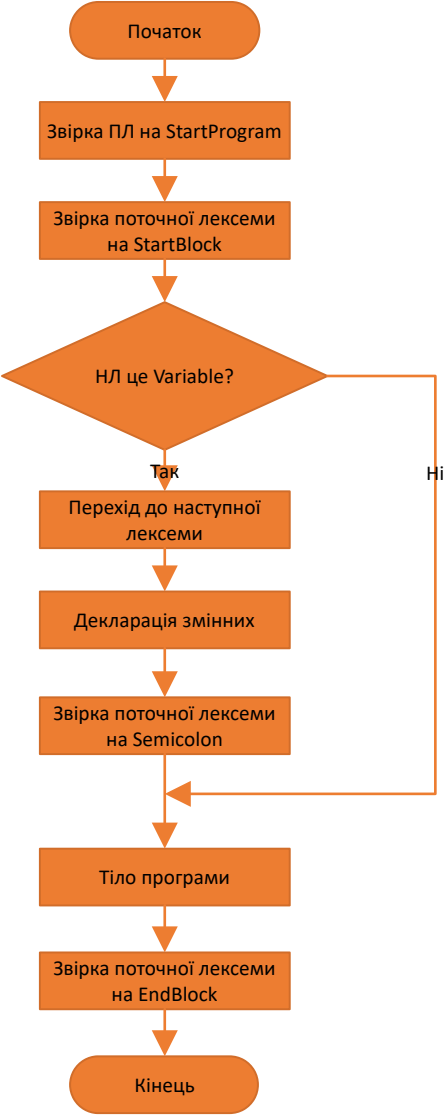 Початок
Звірка ПЛ на StartProgram
Звірка поточної лексеми
на StartBlock
НЛ це Variable?
Так
Ні
Перехід до наступної
лексеми
Декларація змінних
Звірка поточної лексеми
на Semicolon
Тіло програми
Звірка поточної лексеми
на EndBlock
Кінець